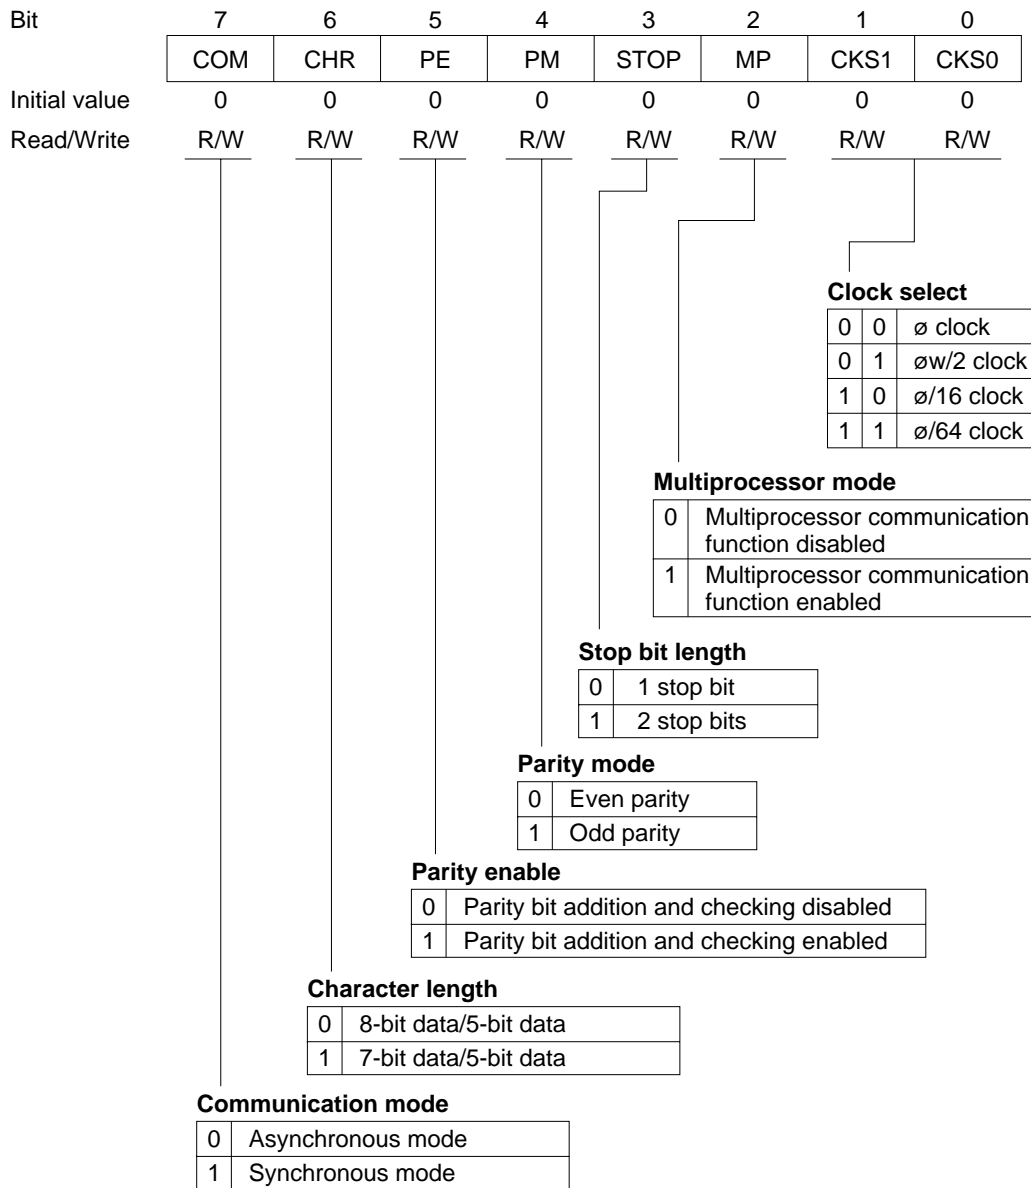 Bit 7 6 5 4 3 2 1 0
COM CHR PE PM STOP MP CKS1 CKS0
Initial value 0 0 0 0 0 0 0 0
Read/Write R/W R/W R/W R/W R/W R/W R/W R/W
Clock select
0 0 ø clock
0 1 øw/2 clock
1 0 ø/16 clock
1 1 ø/64 clock
Multiprocessor mode
0 Multiprocessor communication
function disabled
1 Multiprocessor communication
function enabled
Stop bit length
0 1 stop bit
1 2 stop bits
Parity mode
0 Even parity
1 Odd parity
Parity enable
0 Parity bit addition and checking disabled
1 Parity bit addition and checking enabled
Character length
0 8-bit data/5-bit data
1 7-bit data/5-bit data
Communication mode
0 Asynchronous mode
1 Synchronous mode